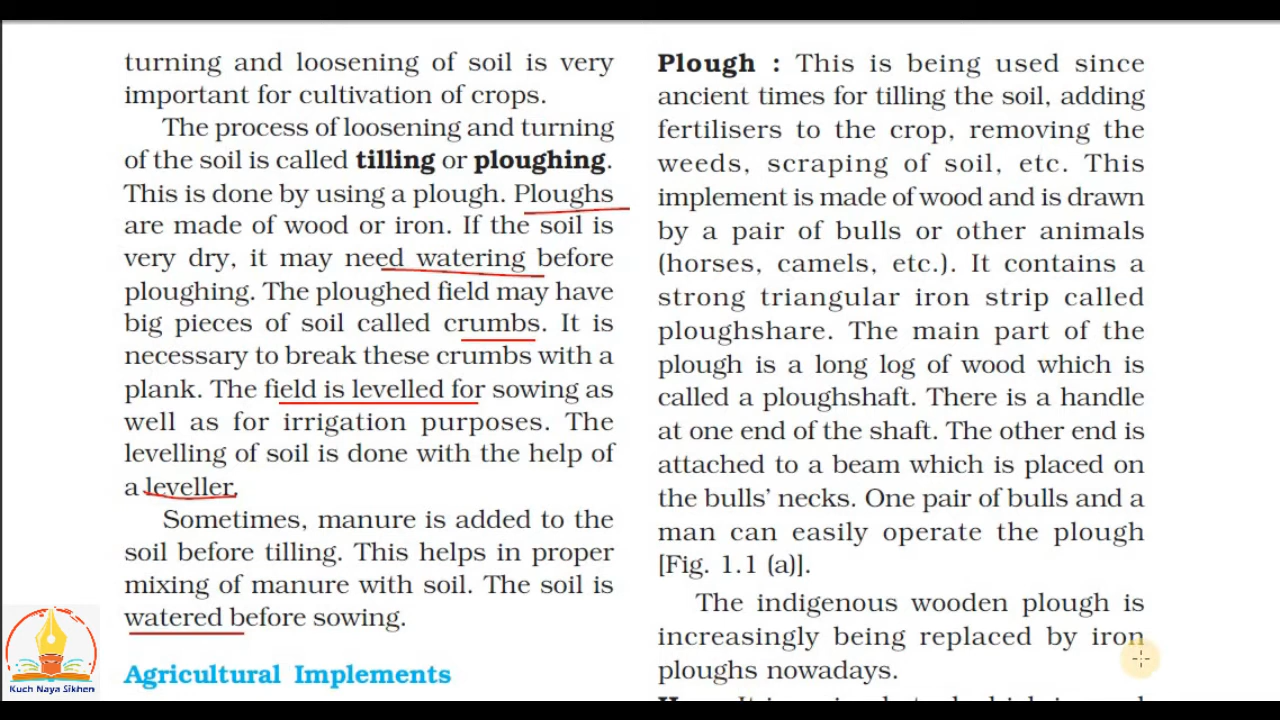 turning and loosening of soil is very
important for cultivation of crops.
The process of loosening and turning
of the soil is called tilling or ploughing.
This is done by using a plough. Ploughs
are made of wood or iron. If the soil is
very dry, it may need watering before
ploughing. The ploughed field may have
big pieces of soil called crumbs. It is
necessary to break these crumbs with a
plank. The field is levelled for sowing as
well as for irrigation purposes. The
levelling of soil is done with the help of
a leveller.
Sometimes, manure is added to the
soil before tilling. This helps in proper
mixing of manure with soil. The soil is
watered before sowing.
Agricultural Implements
Plough : This is being used since
ancient times for tilling the soil, adding
fertilisers to the crop, removing the
weeds, scraping of soil, etc. This
implement is made of wood and is drawn
by a pair of bulls or other animals
(horses, camels, etc.). It contains a
strong triangular iron strip called
ploughshare. The main part of the
plough is a long log of wood which is
called a ploughshaft. There is a handle
at one end of the shaft. The other end is
attached to a beam which is placed on
the bulls' necks. One pair of bulls and a
man can easily operate the plough
[Fig. 1.1 (a)].
The indigenous wooden plough is
increasingly being replaced by iron
ploughs nowadays.
Kuch Naya Sikhen